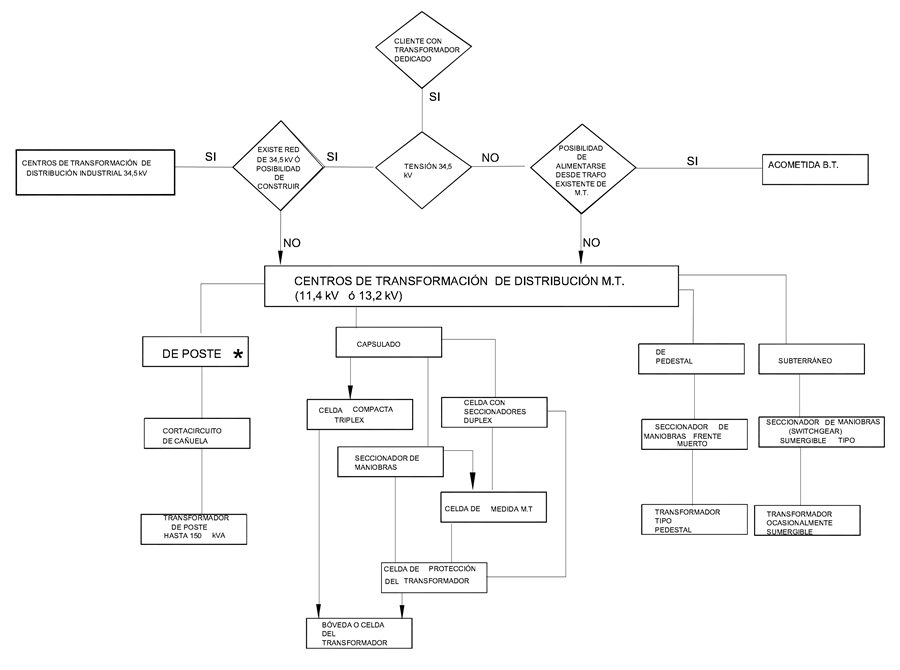 CLIENTE CON
TRANSFORMADOR
DEDICADO
SI
EXISTE RED
DE 34,5 kV Ó
POSIBILIDAD
DE
CONSTRUIR
SI
SI
TENSIÓN 34,5
kV
NO
POSIBILIDAD
DE
ALIMENTARSE
DESDE TRAFO
EXISTENTE DE
M.T.
SI
CENTROS DE TRANSFORMACIÓN DE
DISTRIBUCIÓN INDUSTRIAL 34,5 kV
ACOMETIDA B.T.
NO
NO
CENTROS DE TRANSFORMACIÓN DE DISTRIBUCIÓN M.T.
(11,4 kV ó 13,2 kV)
DE POSTE *
CAPSULADO
DE
PEDESTAL
SUBTERRÁNEO
CELDA COMPACTA
TRIPLEX
CELDA CON
SECCIONADORES
DUPLEX
CORTACIRCUITO
DE CAÑUELA
SECCIONADOR DE
MANIOBRAS FRENTE
MUERTO
SECCIONADOR DE MANIOBRAS
(SWITCHGEAR)
SUMERGIBLE TIPO
SECCIONADOR DE
MANIOBRAS
CELDA DE MEDIDA M.T
TRANSFORMADOR
DE POSTE
HASTA 150 kVA
TRANSFORMADOR
TIPO
PEDESTAL
TRANSFORMADOR
OCASIONALMENTE
SUMERGIBLE
CELDA DE PROTECCIÓN
DEL TRANSFORMADOR
BÓVEDA O CELDA
DEL
TRANSFORMADOR